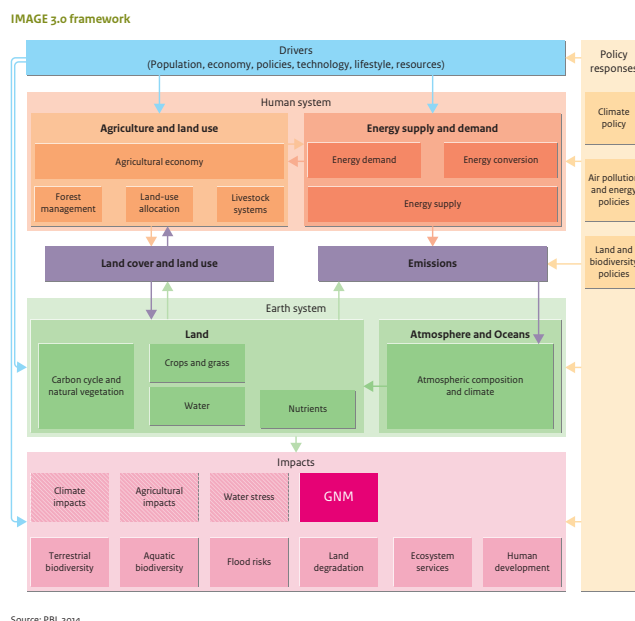 IMAGE 3.0 framework
Drivers
(Population, economy, policies, technology, lifestyle, resources)
Policy
responses
Human system
Agriculture and land use
Energy supply and demand
Agricultural economy
Energy demand
Energy conversion
Forest
management
Land-use
allocation
Livestock
systems
Energy supply
Climate
policy
Air pollution
and energy
policies
Land and
biodiversity
policies
Land cover and land use
Emissions
Earth system
Land
Atmosphere and Oceans
Carbon cycle and
natural vegetation
Crops and grass
Water
Nutrients
Atmospheric composition
and climate
Impacts
Climate
impacts
Agricultural
impacts
Water stress
GNM
Terrestrial
biodiversity
Aquatic
biodiversity
Flood risks
Land
degradation
Ecosystem
services
Human
development
Source: PBL 2014